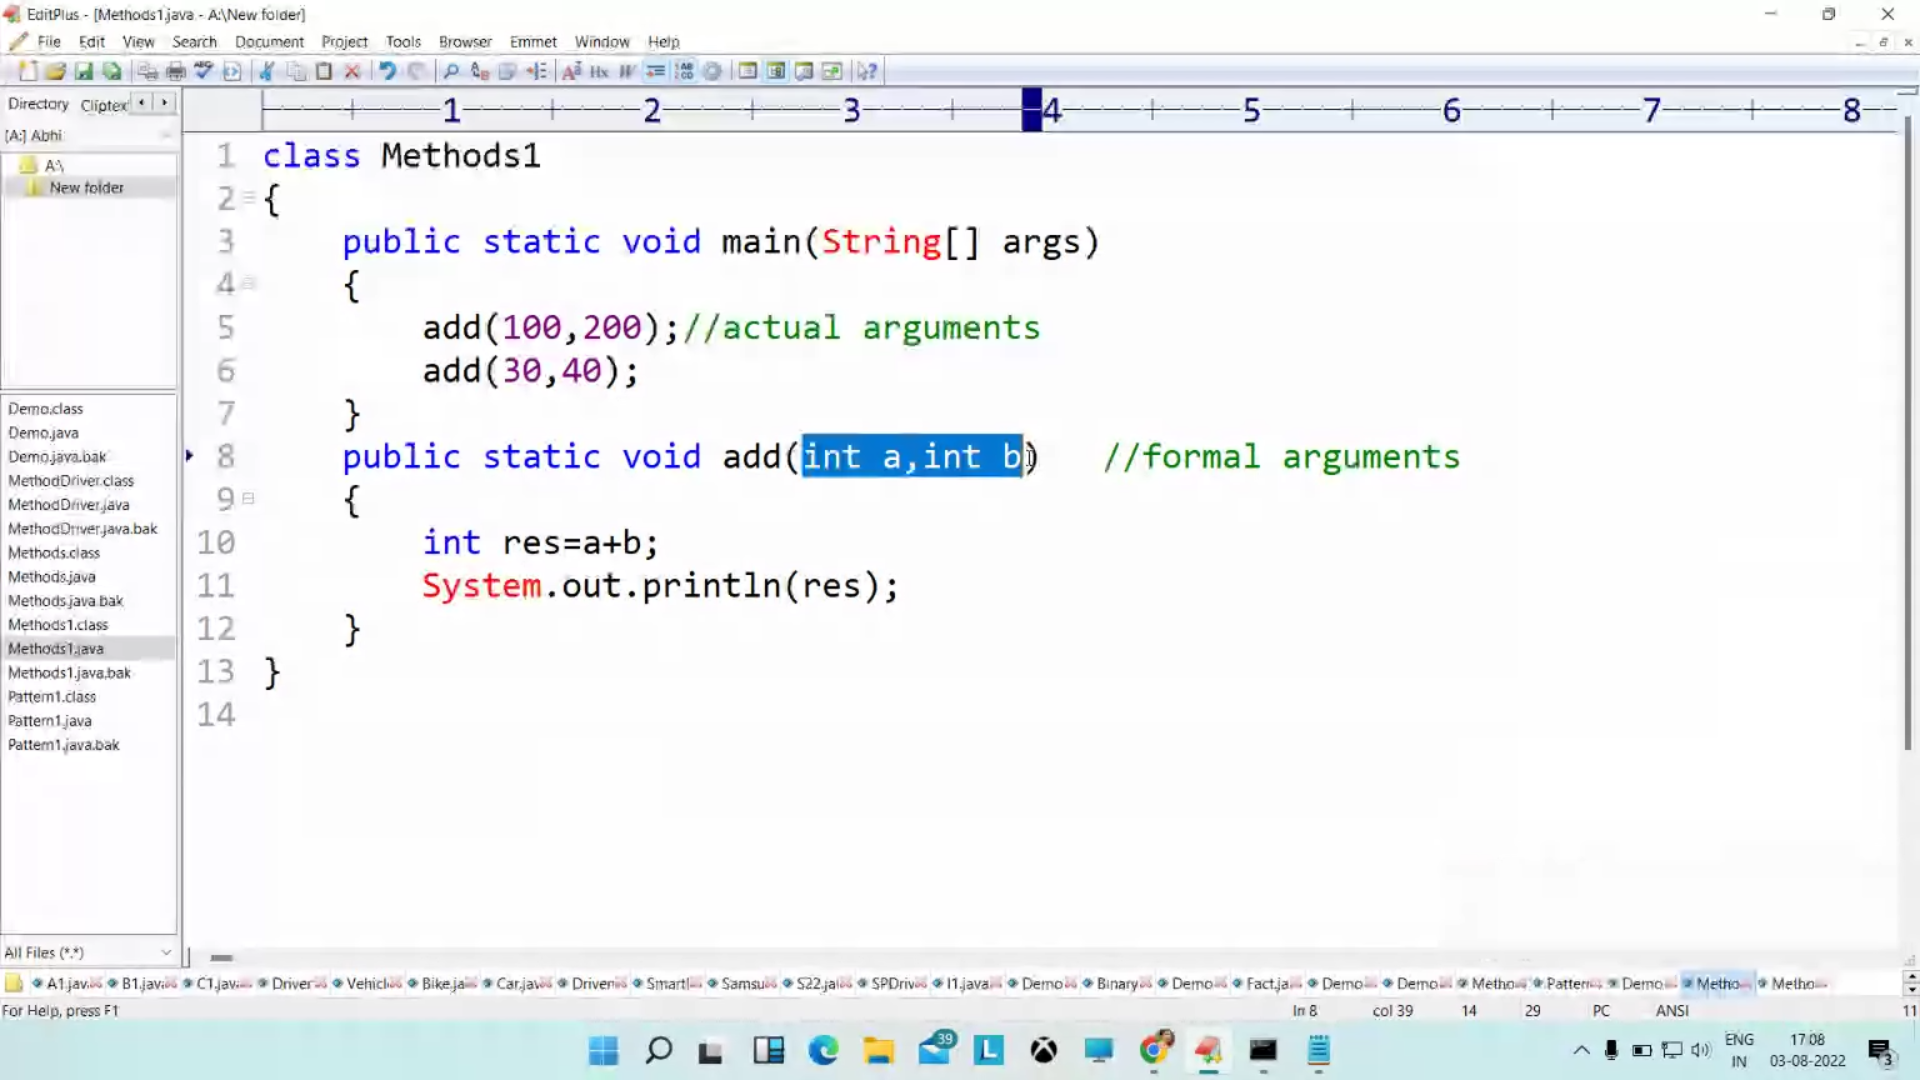 EditPlus - [Methods1.java - A:\New folder]
File Edit View Search Document Project Tools Browser Emmet Window Help
Directory Cliptex
[A:] Abhi
A:\
New folder
1 2 3 4 5 6 7 8
1 class Methods1
2 {
3 public static void main(String[] args)
4 {
5 add(100,200);//actual arguments
6 add(30,40);
7 }
8 public static void add(int a,int b) //formal arguments
9 {
10 int res=a+b;
11 System.out.println(res);
12 }
13 }
14
Demo.class
Demo.java
Demo.java.bak
MethodDriver.class
MethodDriver.java
MethodDriver.java.bak
Methods.class
Methods.java
Methods.java.bak
Methods1.class
Methods1.java
Methods1.java.bak
Pattern1.class
Pattern1.java
Pattern1.java.bak
All Files (*.*)
A1.jav B1.java C1.jav Driver Vehicl Bike.ja Car.jav Driver Smart Samsu S22.ja SPDriv I1.java Demo Binary Demo Fact.ja Demo Demo Metho Pattern Demo Metho Metho
For Help, press F1 ln 8 col 39 14 29 PC ANSI 11
39
ENG
IN
17:08
03-08-2022
3